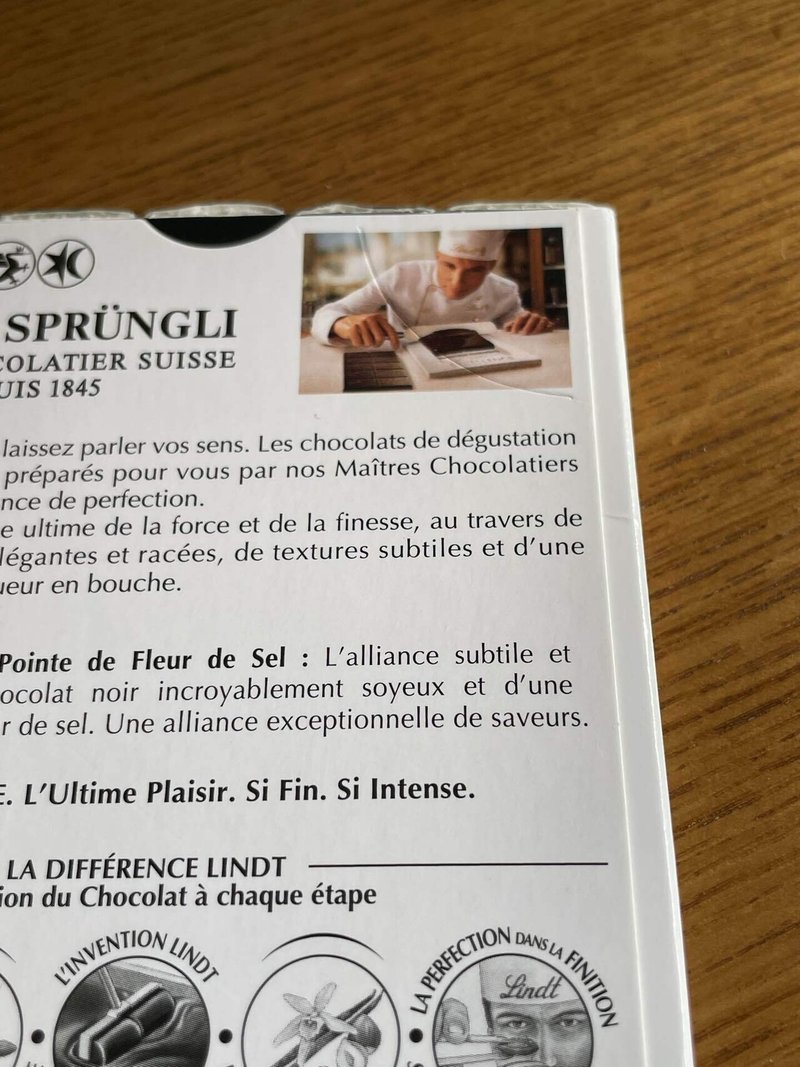 SPRÜNGLI
COLATIER SUISSE
UIS 1845
laissez parler vos sens. Les chocolats de dégustation
préparés pour vous par nos Maîtres Chocolatiers
nce de perfection.
e ultime de la force et de la finesse, au travers de
légantes et racées, de textures subtiles et d'une
ueur en bouche.
Pointe de Fleur de Sel : L'alliance subtile et
ocolat noir incroyablement soyeux et d'une
r de sel. Une alliance exceptionnelle de saveurs.
E. L'Ultime Plaisir. Si Fin. Si Intense.
LA DIFFÉRENCE LINDT
ion du Chocolat à chaque étape
L'INVENTION LINDT
LA PERFECTION DANS LA FINITION
Lindt